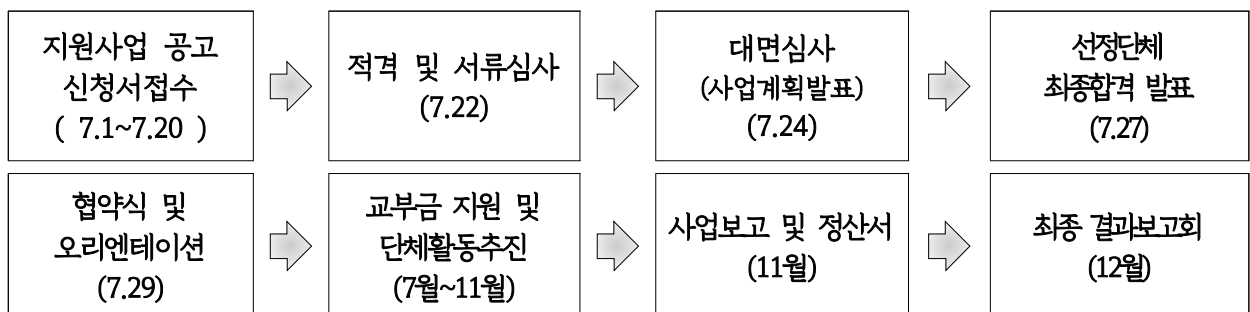 지원사업 공고
신청서접수
( 7.1~7.20 )
적격 및 서류심사
(7.22)
대면심사
(사업계획발표)
(7.24)
선정단체
최종합격 발표
(7.27)
협약식 및
오리엔테이션
(7.29)
교부금 지원 및
단체활동추진
(7월~11월)
사업보고 및 정산서
(11월)
최종 결과보고회
(12월)